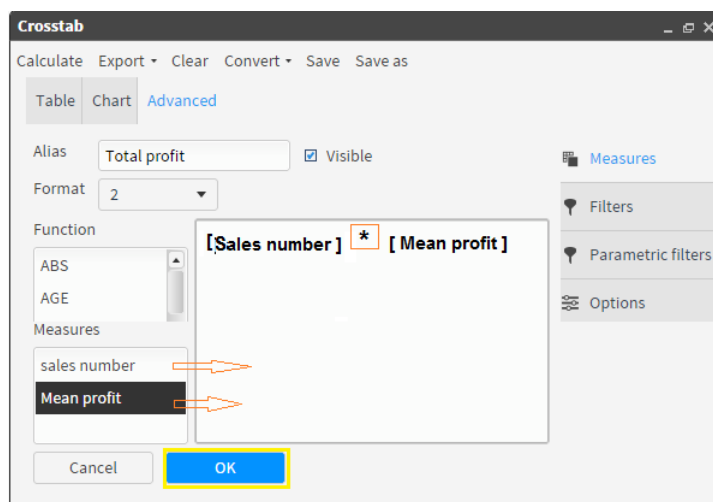 Crosstab
Calculate Export Clear Convert Save Save as
Table Chart Advanced
Alias Total profit Visible
Format 2
Function
ABS
AGE
[Sales number ] * [ Mean profit ]
Measures
sales number
Mean profit
Cancel OK
Measures
Filters
Parametric filters
Options